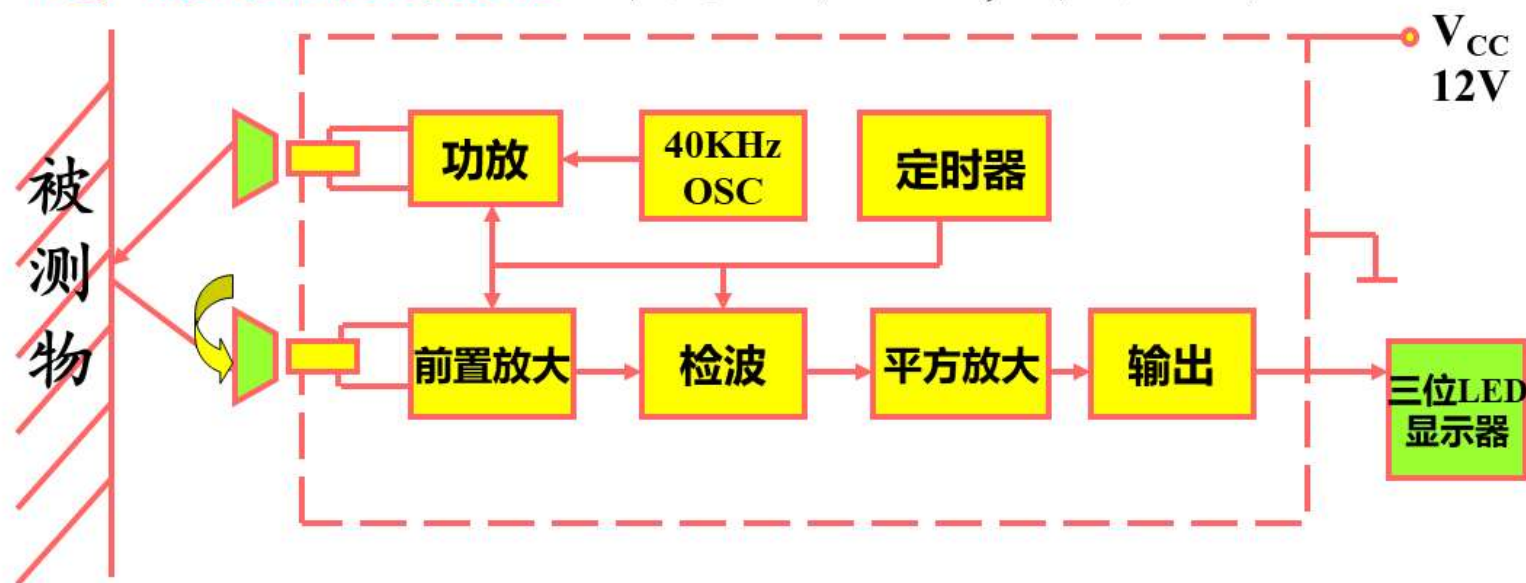 V_CC
12V
功放
40KHz
OSC
定时器
被
测
物
前置放大
检波
平方放大
输出
三位LED
显示器